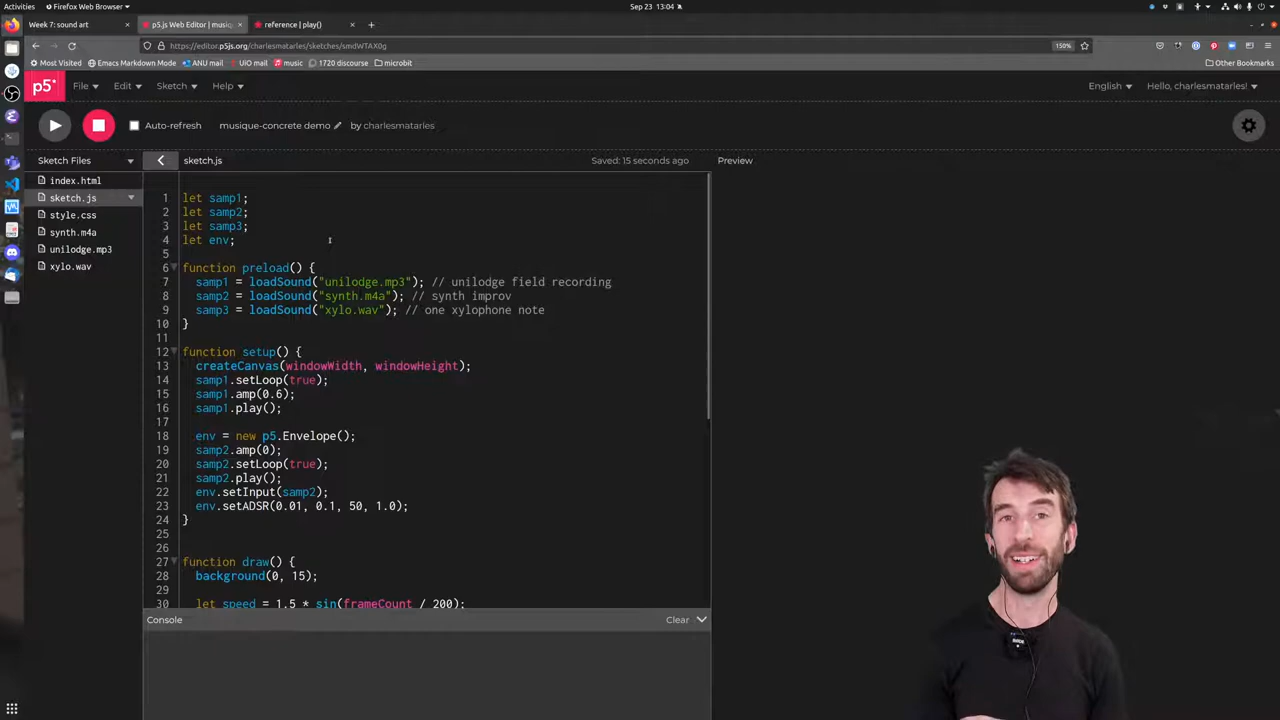 Activities
Firefox Web Browser
Sep 23 13:04
Week 7: sound art
p5.js Web Editor | musiq
reference | play()
https://editor.p5js.org/charlesmatarles/sketches/smdWTAX0g
150%
Most Visited
Emacs Markdown Mode
ANU mail
UiO mail
music
1720 discourse
microbit
Other Bookmarks
p5*
File
Edit
Sketch
Help
English
Hello, charlesmatarles!
Auto-refresh
musique-concrete demo
by charlesmatarles
Sketch Files
sketch.js
Saved: 15 seconds ago
Preview
index.html
sketch.js
style.css
synth.m4a
unilodge.mp3
xylo.wav
1 let samp1;
2 let samp2;
3 let samp3;
4 let env;
5
6 function preload() {
7 samp1 = loadSound("unilodge.mp3"); // unilodge field recording
8 samp2 = loadSound("synth.m4a"); // synth improv
9 samp3 = loadSound("xylo.wav"); // one xylophone note
10 }
11
12 function setup() {
13 createCanvas(windowWidth, windowHeight);
14 samp1.setLoop(true);
15 samp1.amp(0.6);
16 samp1.play();
17
18 env = new p5.Envelope();
19 samp2.amp(0);
20 samp2.setLoop(true);
21 samp2.play();
22 env.setInput(samp2);
23 env.setADSR(0.01, 0.1, 50, 1.0);
24 }
25
26
27 function draw() {
28 background(0, 15);
29
30 let speed = 1.5 * sin(frameCount / 200);
Console
Clear